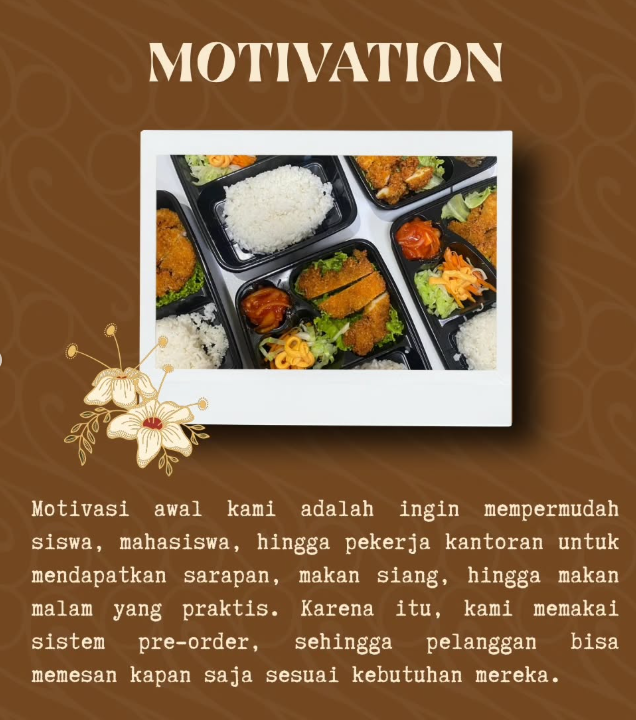 MOTIVATION
Motivasi awal kami adalah ingin mempermudah
siswa, mahasiswa, hingga pekerja kantoran untuk
mendapatkan sarapan, makan siang, hingga makan
malam yang praktis. Karena itu, kami memakai
sistem pre-order, sehingga pelanggan bisa
memesan kapan saja sesuai kebutuhan mereka.